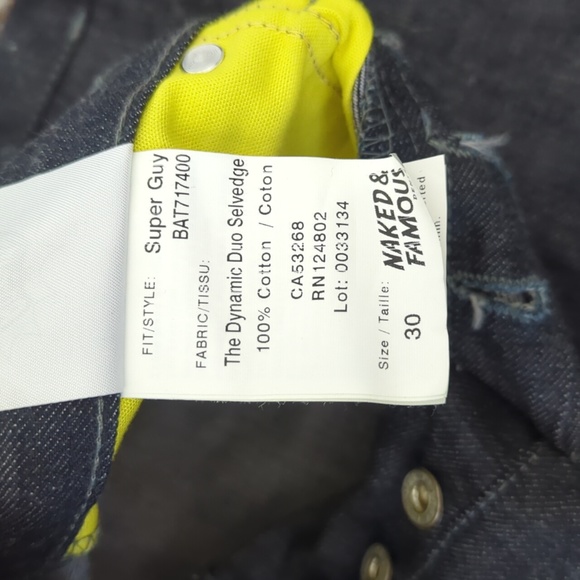 FIT/STYLE: Super Guy
BAT717400
FABRIC/TISSU:
The Dynamic Duo Selvedge
100% Cotton / Coton
CA53268
RN124802
Lot: 0033134
NAKED &
FAMOUS
Size / Taille: 30